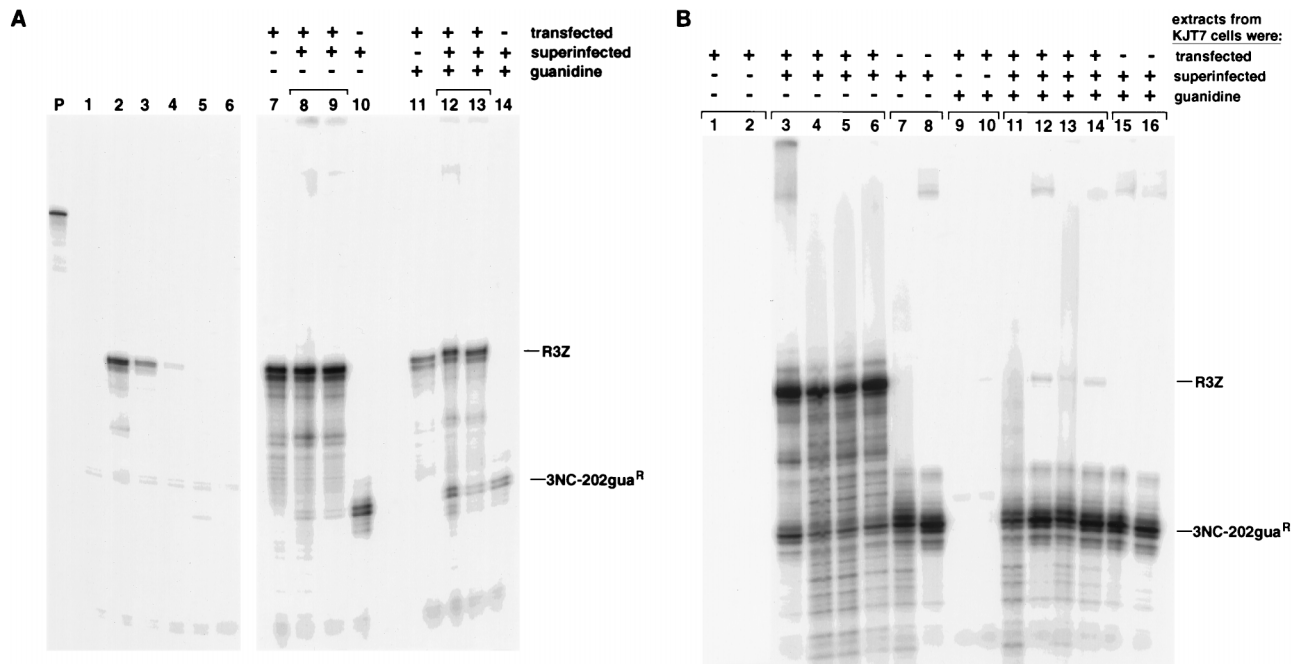 A
+ + + - + + + - transfected
- + + + - + + + superinfected
- - - - + + + + guanidine
P 1 2 3 4 5 6 7 8 9 10 11 12 13 14
R3Z
3NC-202gua^R
B
extracts from
KJT7 cells were:
+ + + + + + - - + + + + + + - - transfected
- - + + + + + + - - + + + + + + superinfected
- - - - - - - - + + + + + + + + guanidine
1 2 3 4 5 6 7 8 9 10 11 12 13 14 15 16
R3Z
3NC-202gua^R